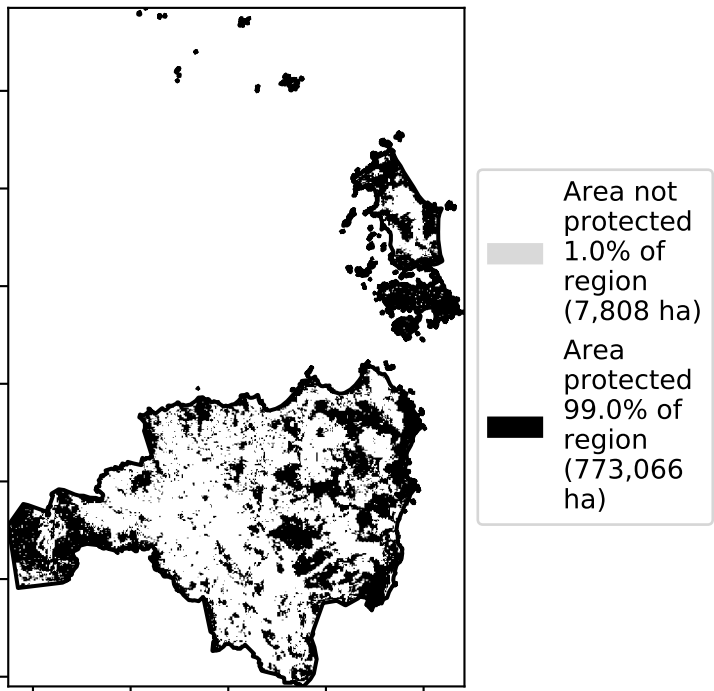 Area not
protected
1.0% of
region
(7,808 ha)
Area
protected
99.0% of
region
(773,066
ha)